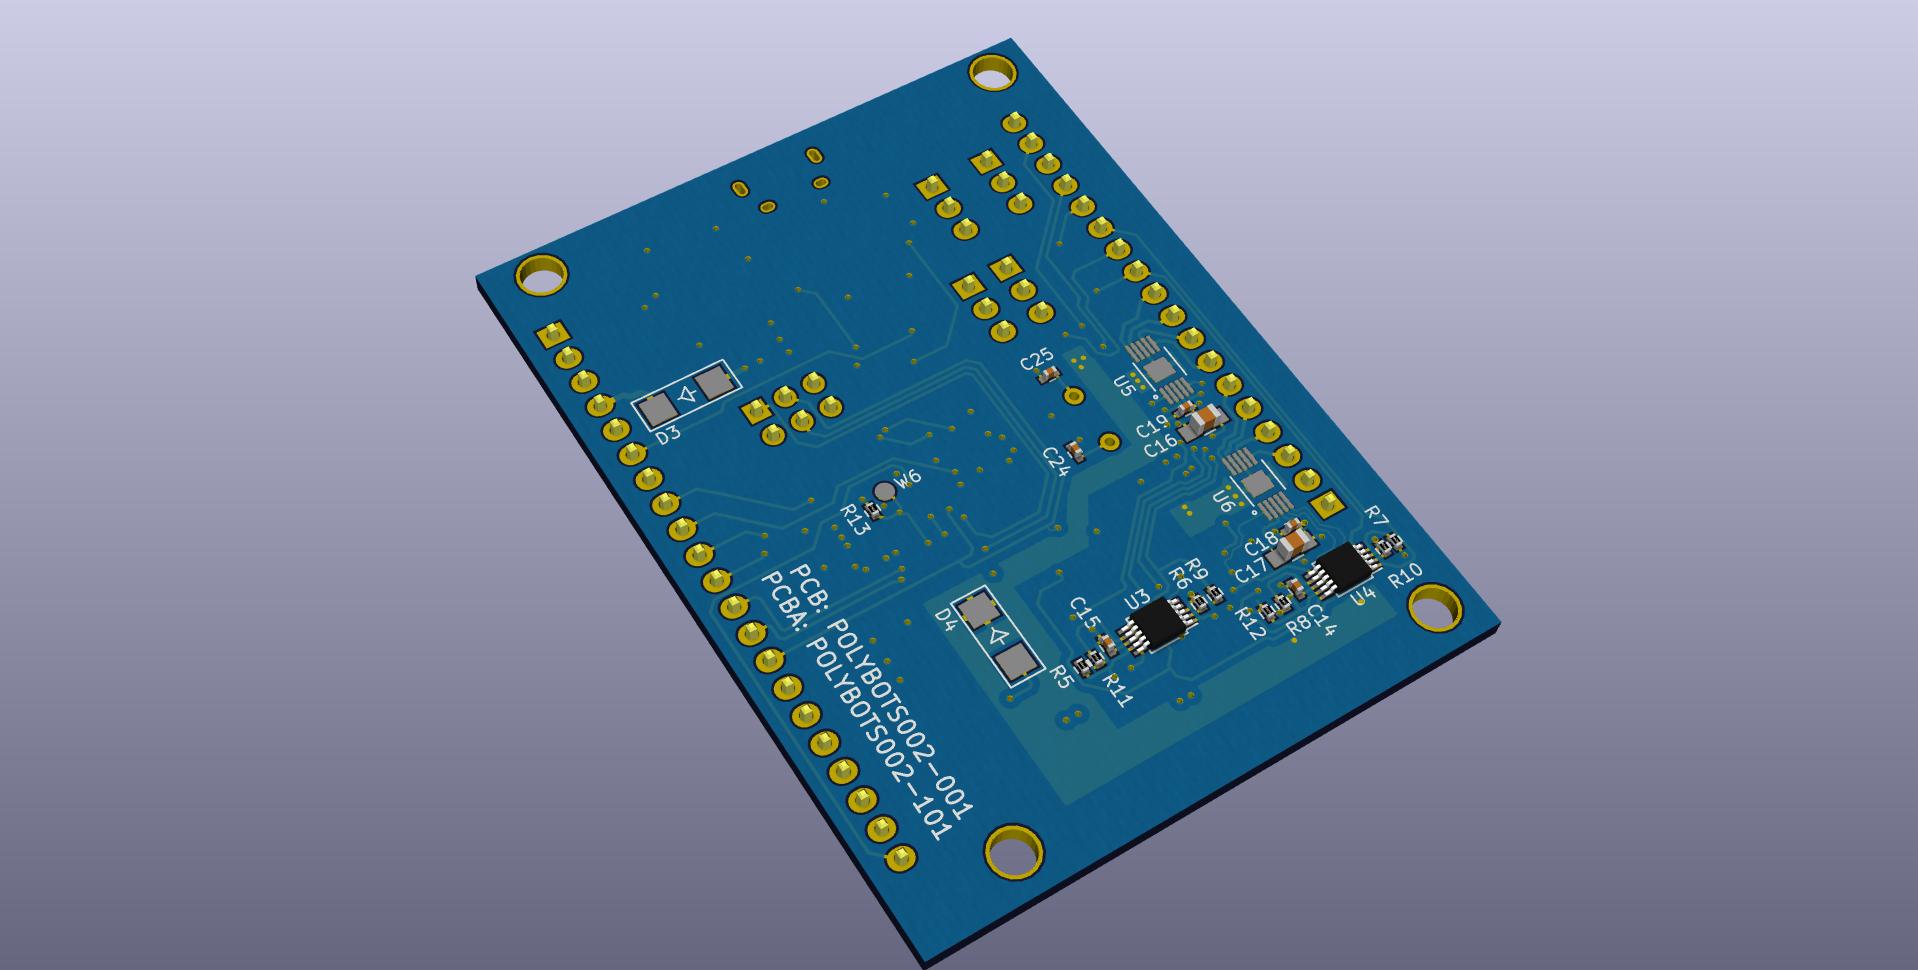 C25
U5
D3
C19
C16
C24
W6
U6
R13
R7
C18
C17
R10
PCB: POLYBOTS002-001
PCBA: POLYBOTS002-101
R9
R6
U3
U4
D4
C15
R12
R8
C14
R5
R11